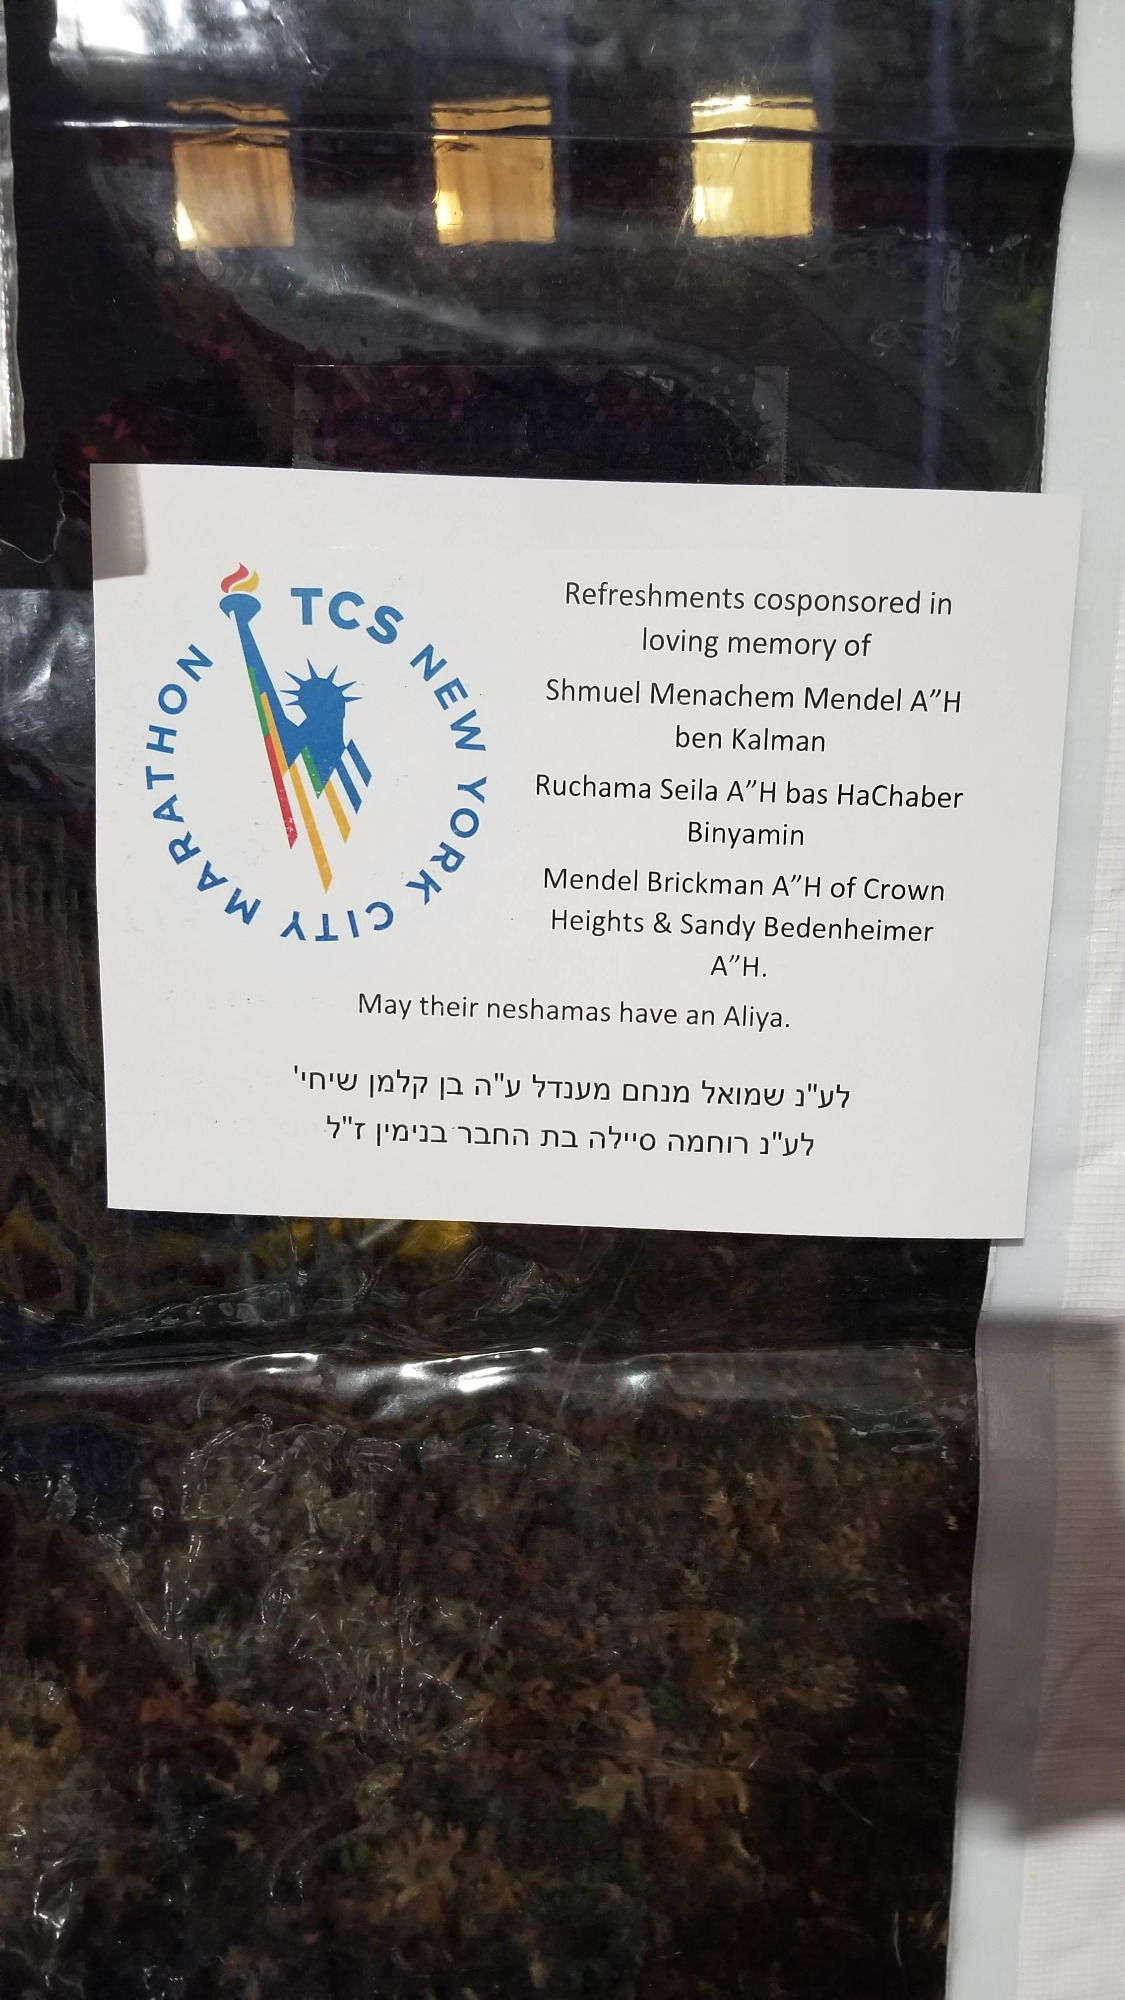 TCS NEW YORK CITY MARATHON
Refreshments cosponsored in
loving memory of
Shmuel Menachem Mendel A”H
ben Kalman
Ruchama Seila A”H bas HaChaber
Binyamin
Mendel Brickman A”H of Crown
Heights & Sandy Bedenheimer
A”H.
May their neshamas have an Aliya.
לע"נ שמואל מנחם מענדל ע"ה בן קלמן שיחי'
לע"נ רוחמה סיילה בת החבר בנימין ז"ל